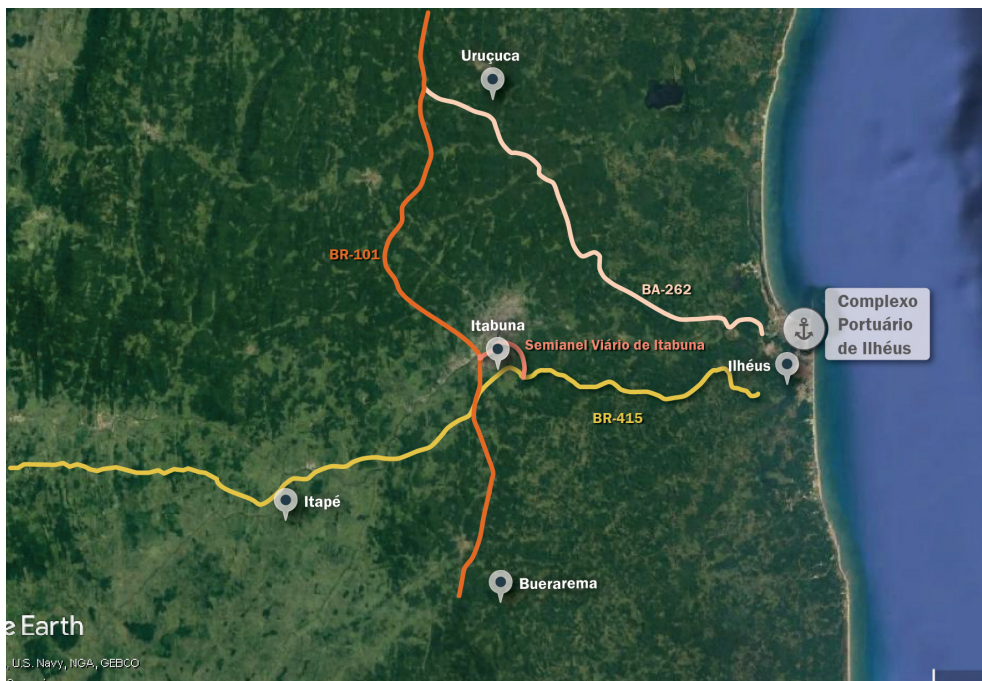 Uruçuca
BR-101
BA-262
Complexo
Portuário
de Ilhéus
Itabuna
Semianel Viário de Itabuna
Ilhéus
BR-415
Itapé
Buerarema
e Earth
, U.S. Navy, NGA, GEBCO